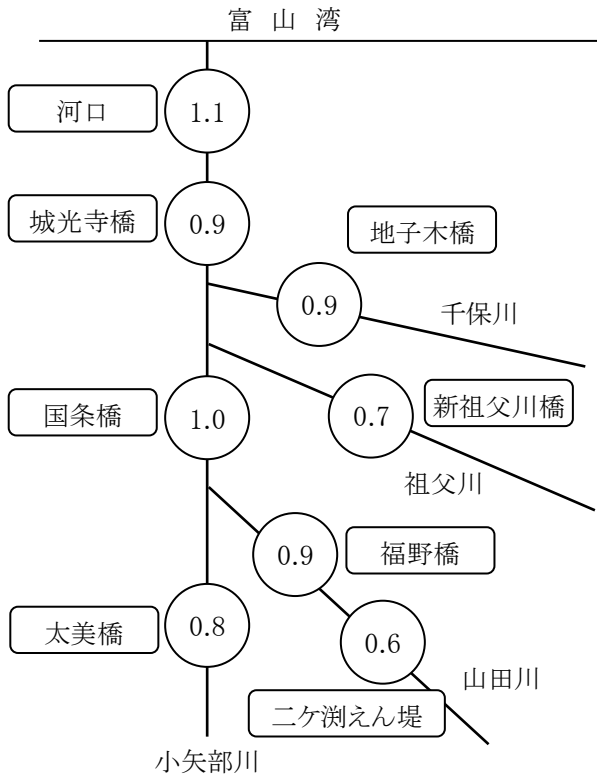 富山湾
河口
1.1
城光寺橋
0.9
地子木橋
0.9
千保川
国条橋
1.0
0.7
新祖父川橋
祖父川
0.9
福野橋
太美橋
0.8
0.6
山田川
二ケ渕えん堤
小矢部川